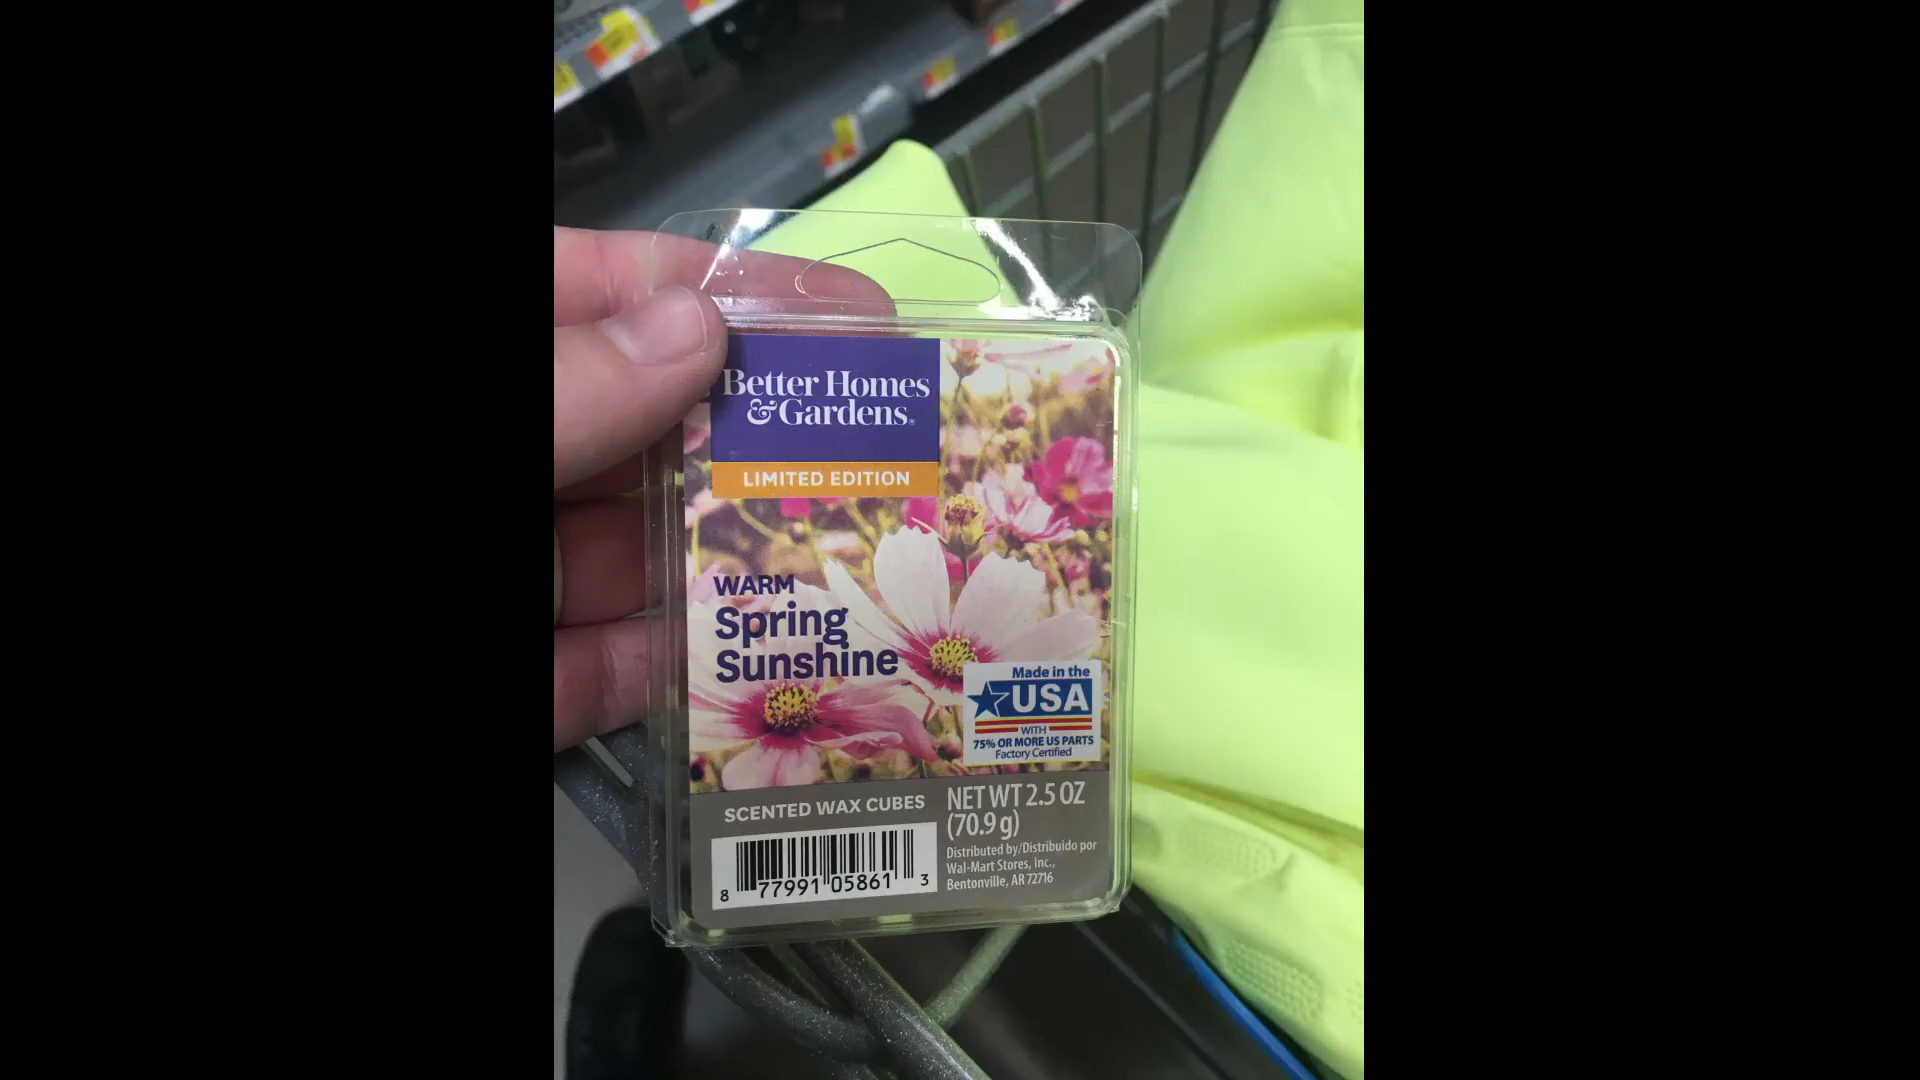 Better Homes
& Gardens®
LIMITED EDITION
WARM
Spring
Sunshine
Made in the
USA
WITH
75% OR MORE US PARTS
Factory Certified
SCENTED WAX CUBES
NET WT 2.5 OZ
(70.9 g)
Distributed by/Distribuido por
Wal-Mart Stores, Inc.,
Bentonville, AR 72716
8 77991 05861 3